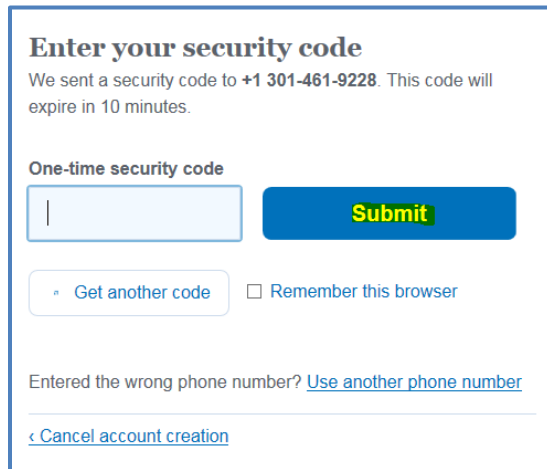 Enter your security code
We sent a security code to +1 301-461-9228. This code will
expire in 10 minutes.
One-time security code
Submit
Get another code
Remember this browser
Entered the wrong phone number? Use another phone number
‹ Cancel account creation